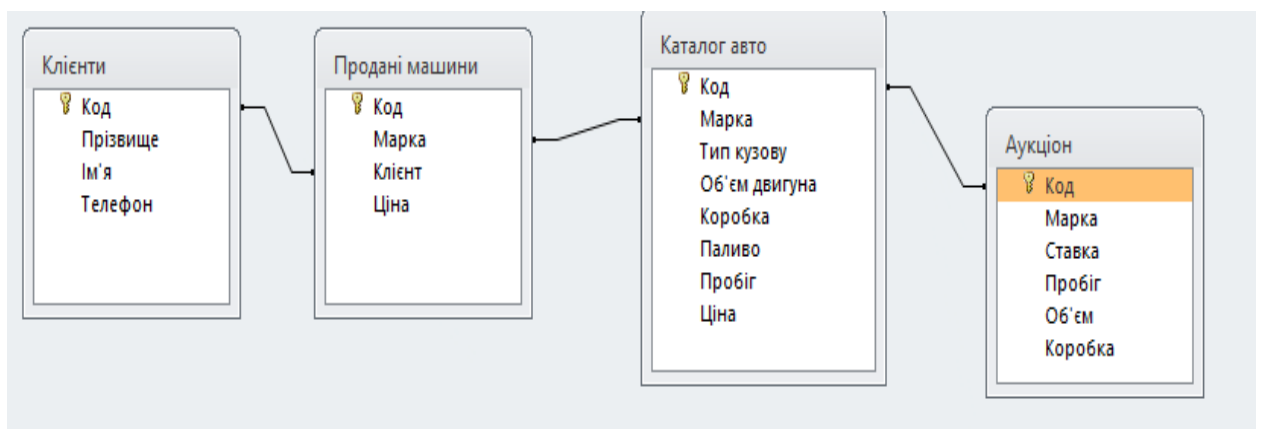 Клієнти
Код
Прізвище
Ім'я
Телефон
Продані машини
Код
Марка
Клієнт
Ціна
Каталог авто
Код
Марка
Тип кузову
Об'єм двигуна
Коробка
Паливо
Пробіг
Ціна
Аукціон
Код
Марка
Ставка
Пробіг
Об'єм
Коробка